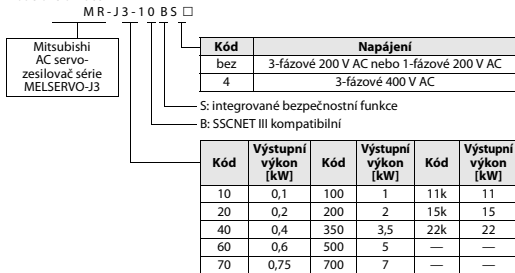 MR-J3-10BS□
Mitsubishi
AC servo-
zesilovač série
MELSERVO-J3
Kód Napájení
bez 3-fázové 200 V AC nebo 1-fázové 200 V AC
4 3-fázové 400 V AC
S: integrované bezpečnostní funkce
B: SSCNET III kompatibilní
Kód Výstupní výkon [kW] Kód Výstupní výkon [kW] Kód Výstupní výkon [kW]
10 0,1 100 1 11k 11
20 0,2 200 2 15k 15
40 0,4 350 3,5 22k 22
60 0,6 500 5 — —
70 0,75 700 7 — —